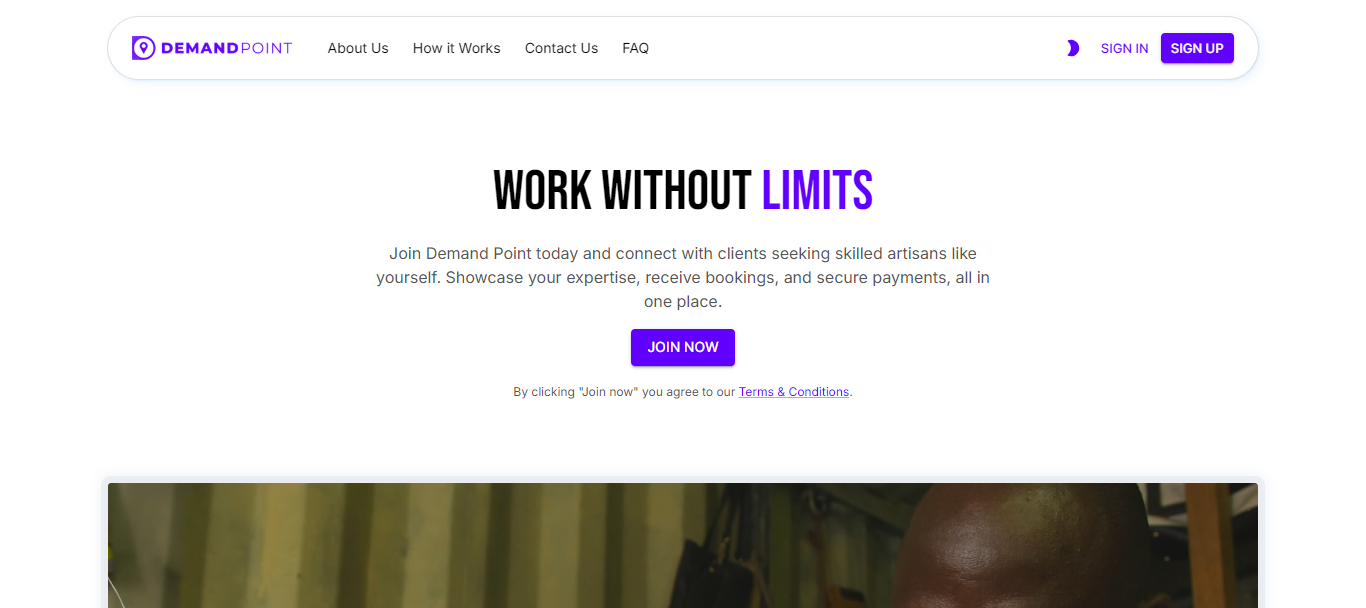 DEMANDPOINT About Us How it Works Contact Us FAQ SIGN IN SIGN UP
WORK WITHOUT LIMITS
Join Demand Point today and connect with clients seeking skilled artisans like
yourself. Showcase your expertise, receive bookings, and secure payments, all in
one place.
JOIN NOW
By clicking "Join now" you agree to our Terms & Conditions.